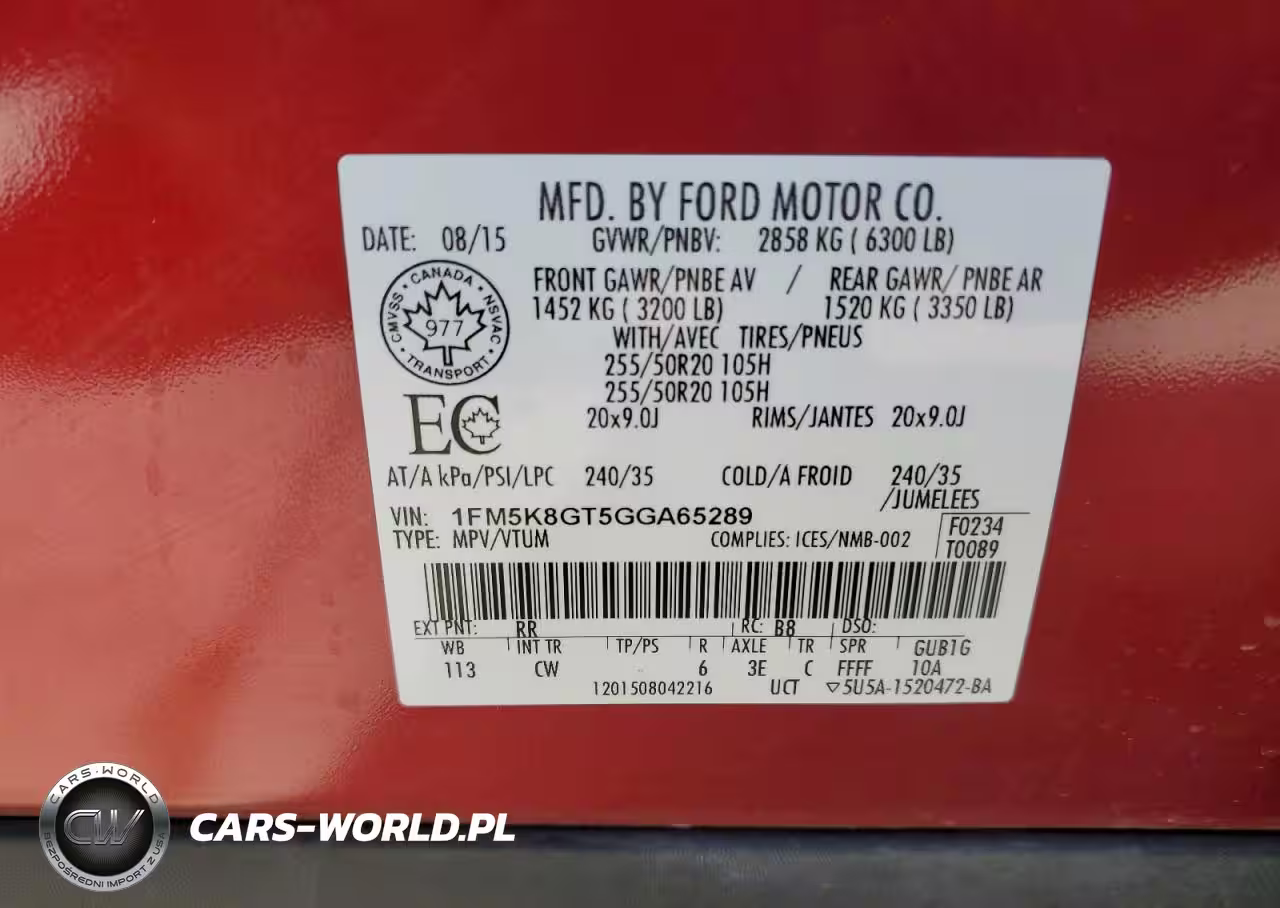 MFD. BY FORD MOTOR CO.
DATE: 08/15 GVWR/PNBV: 2858 KG ( 6300 LB)
FRONT GAWR/PNBE AV / REAR GAWR/ PNBE AR
1452 KG ( 3200 LB) 1520 KG ( 3350 LB)
WITH/AVEC TIRES/PNEUS
255/50R20 105H
255/50R20 105H
20x9.0J RIMS/JANTES 20x9.0J
CANADA
CMVSS
NSVAC
977
TRANSPORT
EC
AT/A kPa/PSI/LPC 240/35 COLD/A FROID 240/35
/JUMELEES
VIN: 1FM5K8GT5GGA65289
F0234
TYPE: MPV/VTUM COMPLIES: ICES/NMB-002
T0089
EXT PNT: RR RC: B8 DSO:
WB INT TR TP/PS R AXLE TR SPR GUB1G
113 CW 6 3E C FFFF 10A
1201508042216 UCT ▽5U5A-1520472-BA
CARS-WORLD
CW
BEZPOŚREDNI IMPORT Z USA
CARS-WORLD.PL